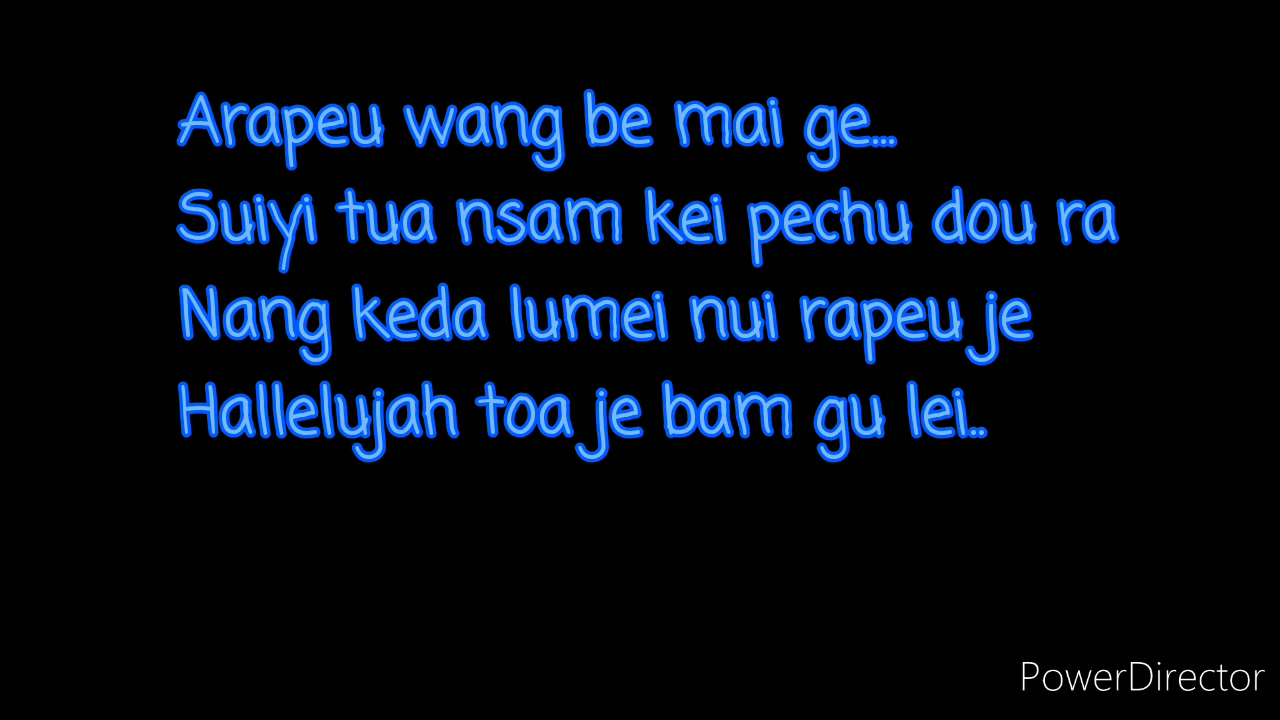 Arapeu wang be mai ge...
Suiyi tua nsam kei pechu dou ra
Nang keda lumei nui rapeu je
Hallelujah toa je bam gu lei..
PowerDirector